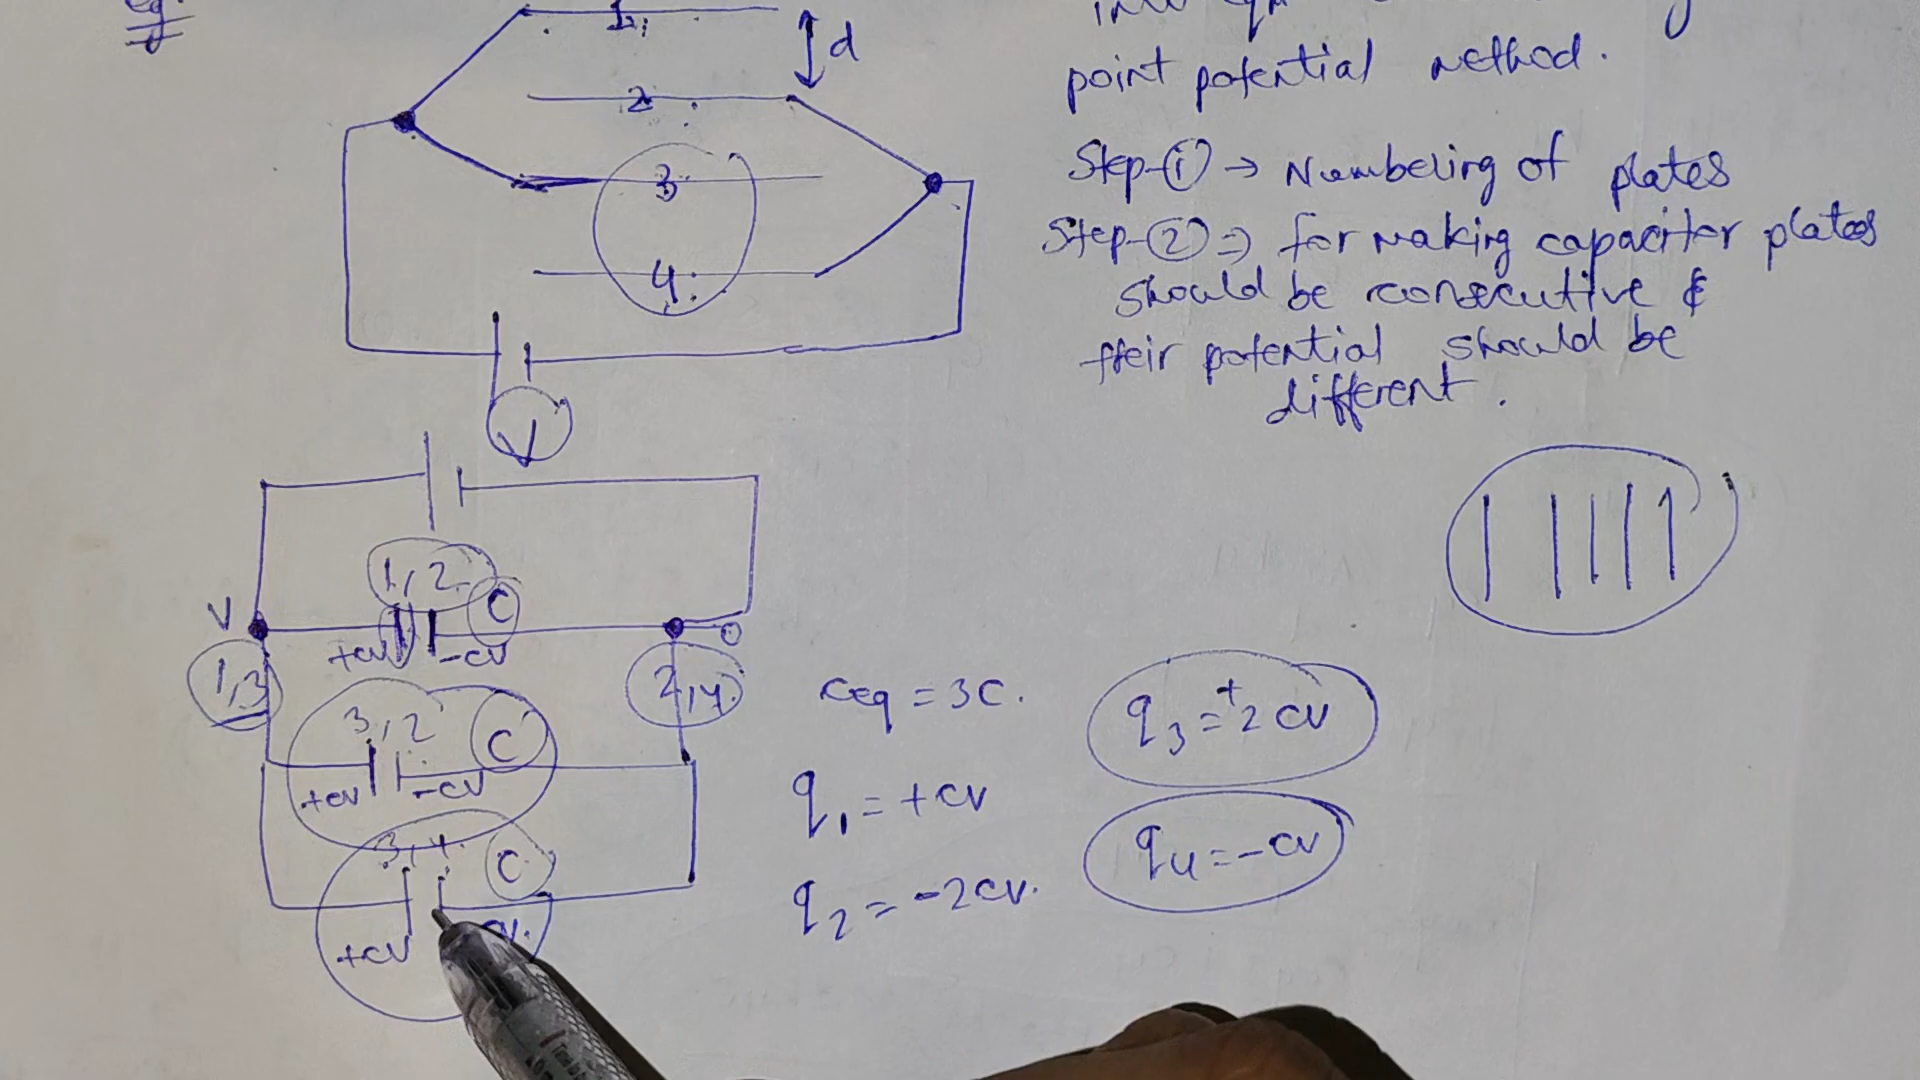 eg:
1,
d
2
3
4
V
point potential method.
Step-① → Numbering of plates
Step-② ⇒ for making capacitor plates
should be consecutive &
their potential should be
different.
1, 2
C
V
+CV
-CV
0
1,3
2,4
3, 2
C
+CV
-CV
3, 4
C
+CV
CV.
Ceq = 3C.
q₁ = +CV
q₂ = -2CV.
q₃ = +2CV
q₄ = -CV